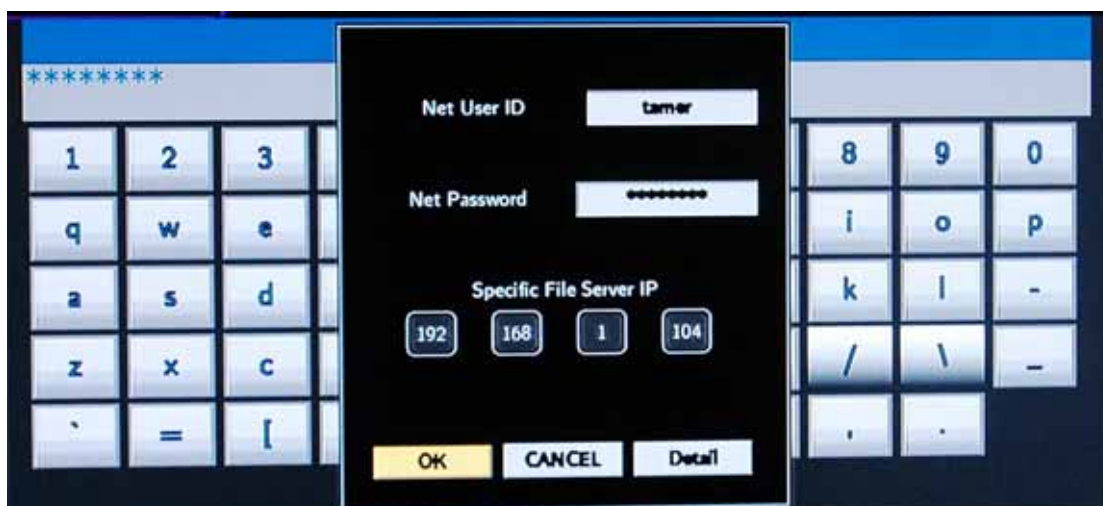 ********
Net User ID tamer
Net Password ********
Specific File Server IP
192 168 1 104
OK CANCEL Detail
1 2 3 8 9 0
q w e i o p
a s d k l -
z x c / \ _
` = [ , .